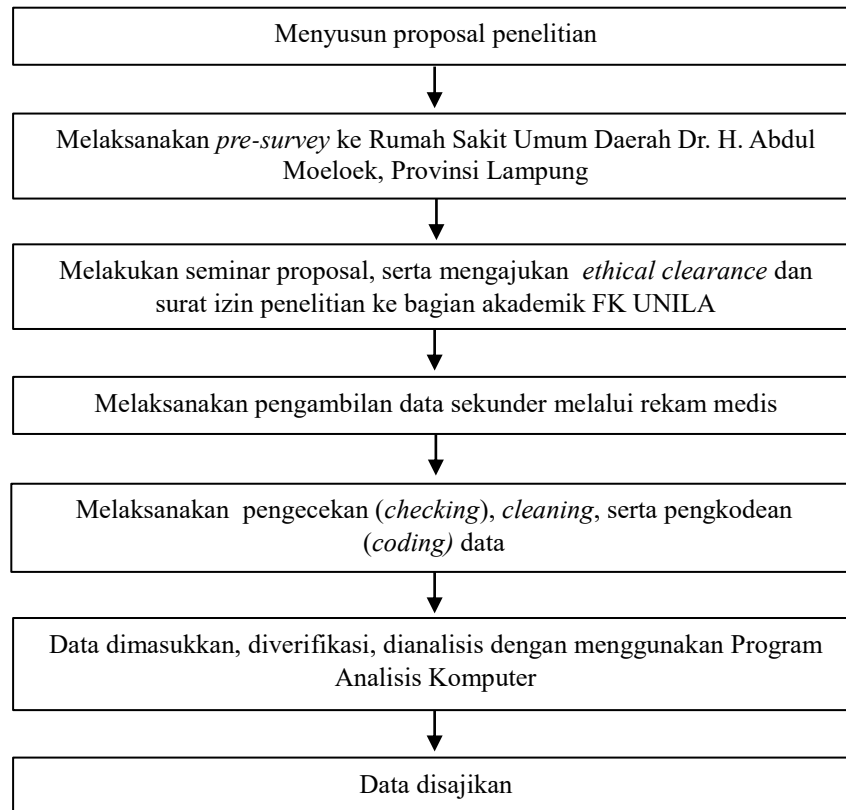 Menyusun proposal penelitian
Melaksanakan pre-survey ke Rumah Sakit Umum Daerah Dr. H. Abdul
Moeloek, Provinsi Lampung
Melakukan seminar proposal, serta mengajukan ethical clearance dan
surat izin penelitian ke bagian akademik FK UNILA
Melaksanakan pengambilan data sekunder melalui rekam medis
Melaksanakan pengecekan (checking), cleaning, serta pengkodean
(coding) data
Data dimasukkan, diverifikasi, dianalisis dengan menggunakan Program
Analisis Komputer
Data disajikan